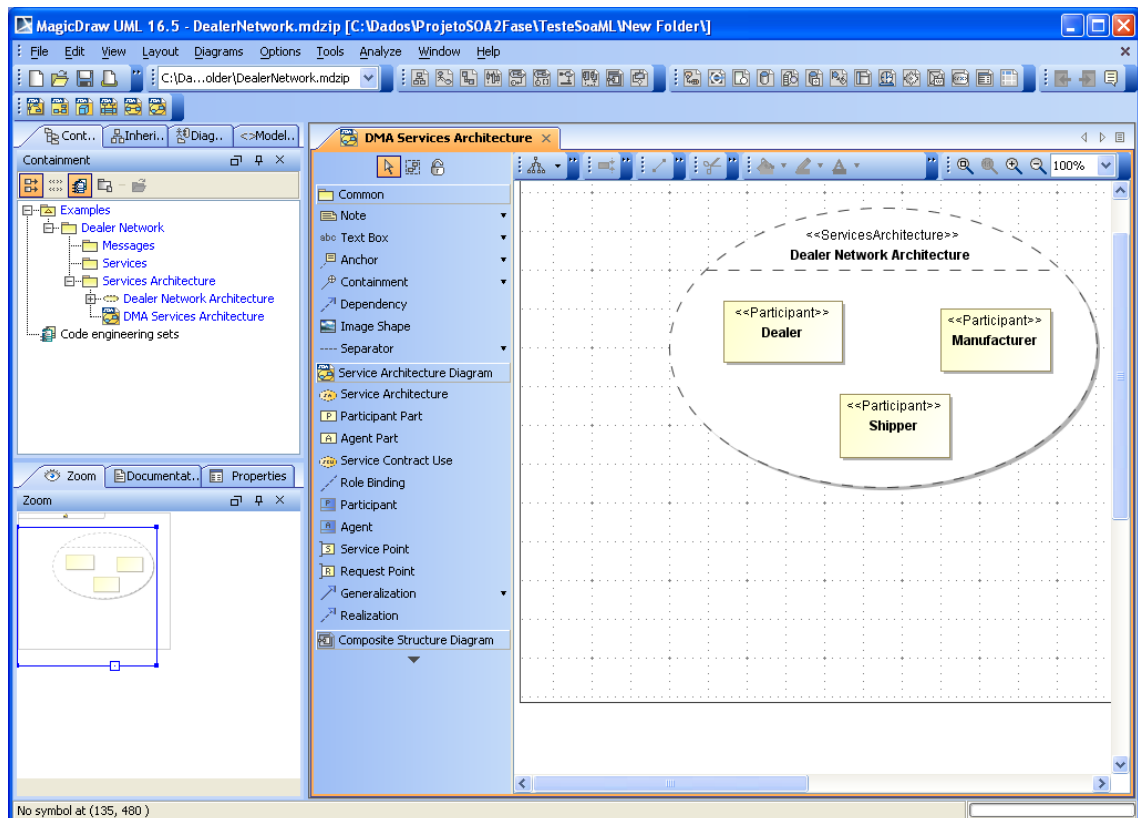 MagicDraw UML 16.5 - DealerNetwork.mdzip [C:\Dados\ProjetoSOA2Fase\TesteSoaML\New Folder\]
File Edit View Layout Diagrams Options Tools Analyze Window Help
C:\Da...older\DealerNetwork.mdzip
Cont.. Inheri.. Diag.. <>Model..
Containment
Examples
Dealer Network
Messages
Services
Services Architecture
Dealer Network Architecture
DMA Services Architecture
Code engineering sets
Zoom Documentat.. Properties
Zoom
DMA Services Architecture
100%
Common
Note
abc Text Box
Anchor
Containment
Dependency
Image Shape
Separator
Service Architecture Diagram
Service Architecture
P Participant Part
A Agent Part
Service Contract Use
Role Binding
P Participant
A Agent
S Service Point
R Request Point
Generalization
Realization
Composite Structure Diagram
<<ServicesArchitecture>>
Dealer Network Architecture
<<Participant>>
Dealer
<<Participant>>
Manufacturer
<<Participant>>
Shipper
No symbol at (135, 480 )